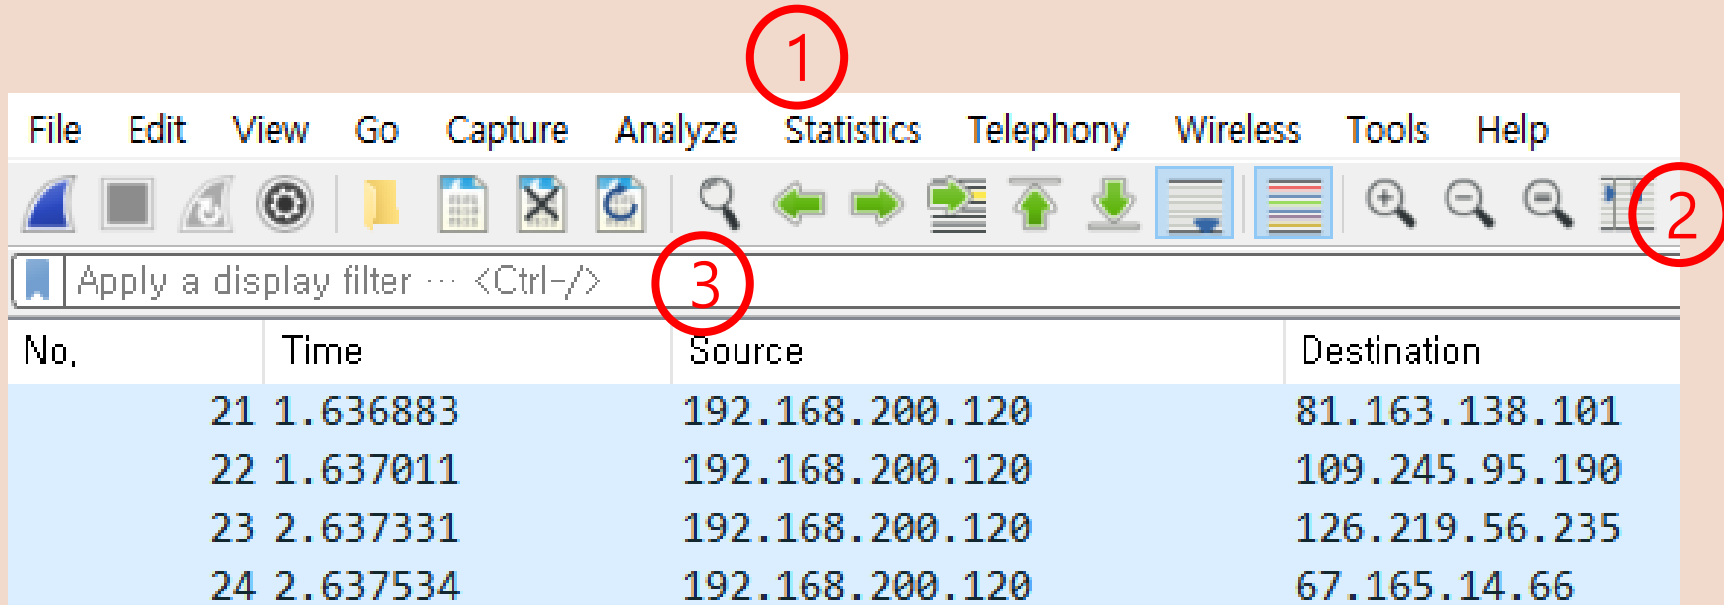 1
File Edit View Go Capture Analyze Statistics Telephony Wireless Tools Help
2
Apply a display filter ... <Ctrl-/> 3
No. Time Source Destination
21 1.636883 192.168.200.120 81.163.138.101
22 1.637011 192.168.200.120 109.245.95.190
23 2.637331 192.168.200.120 126.219.56.235
24 2.637534 192.168.200.120 67.165.14.66